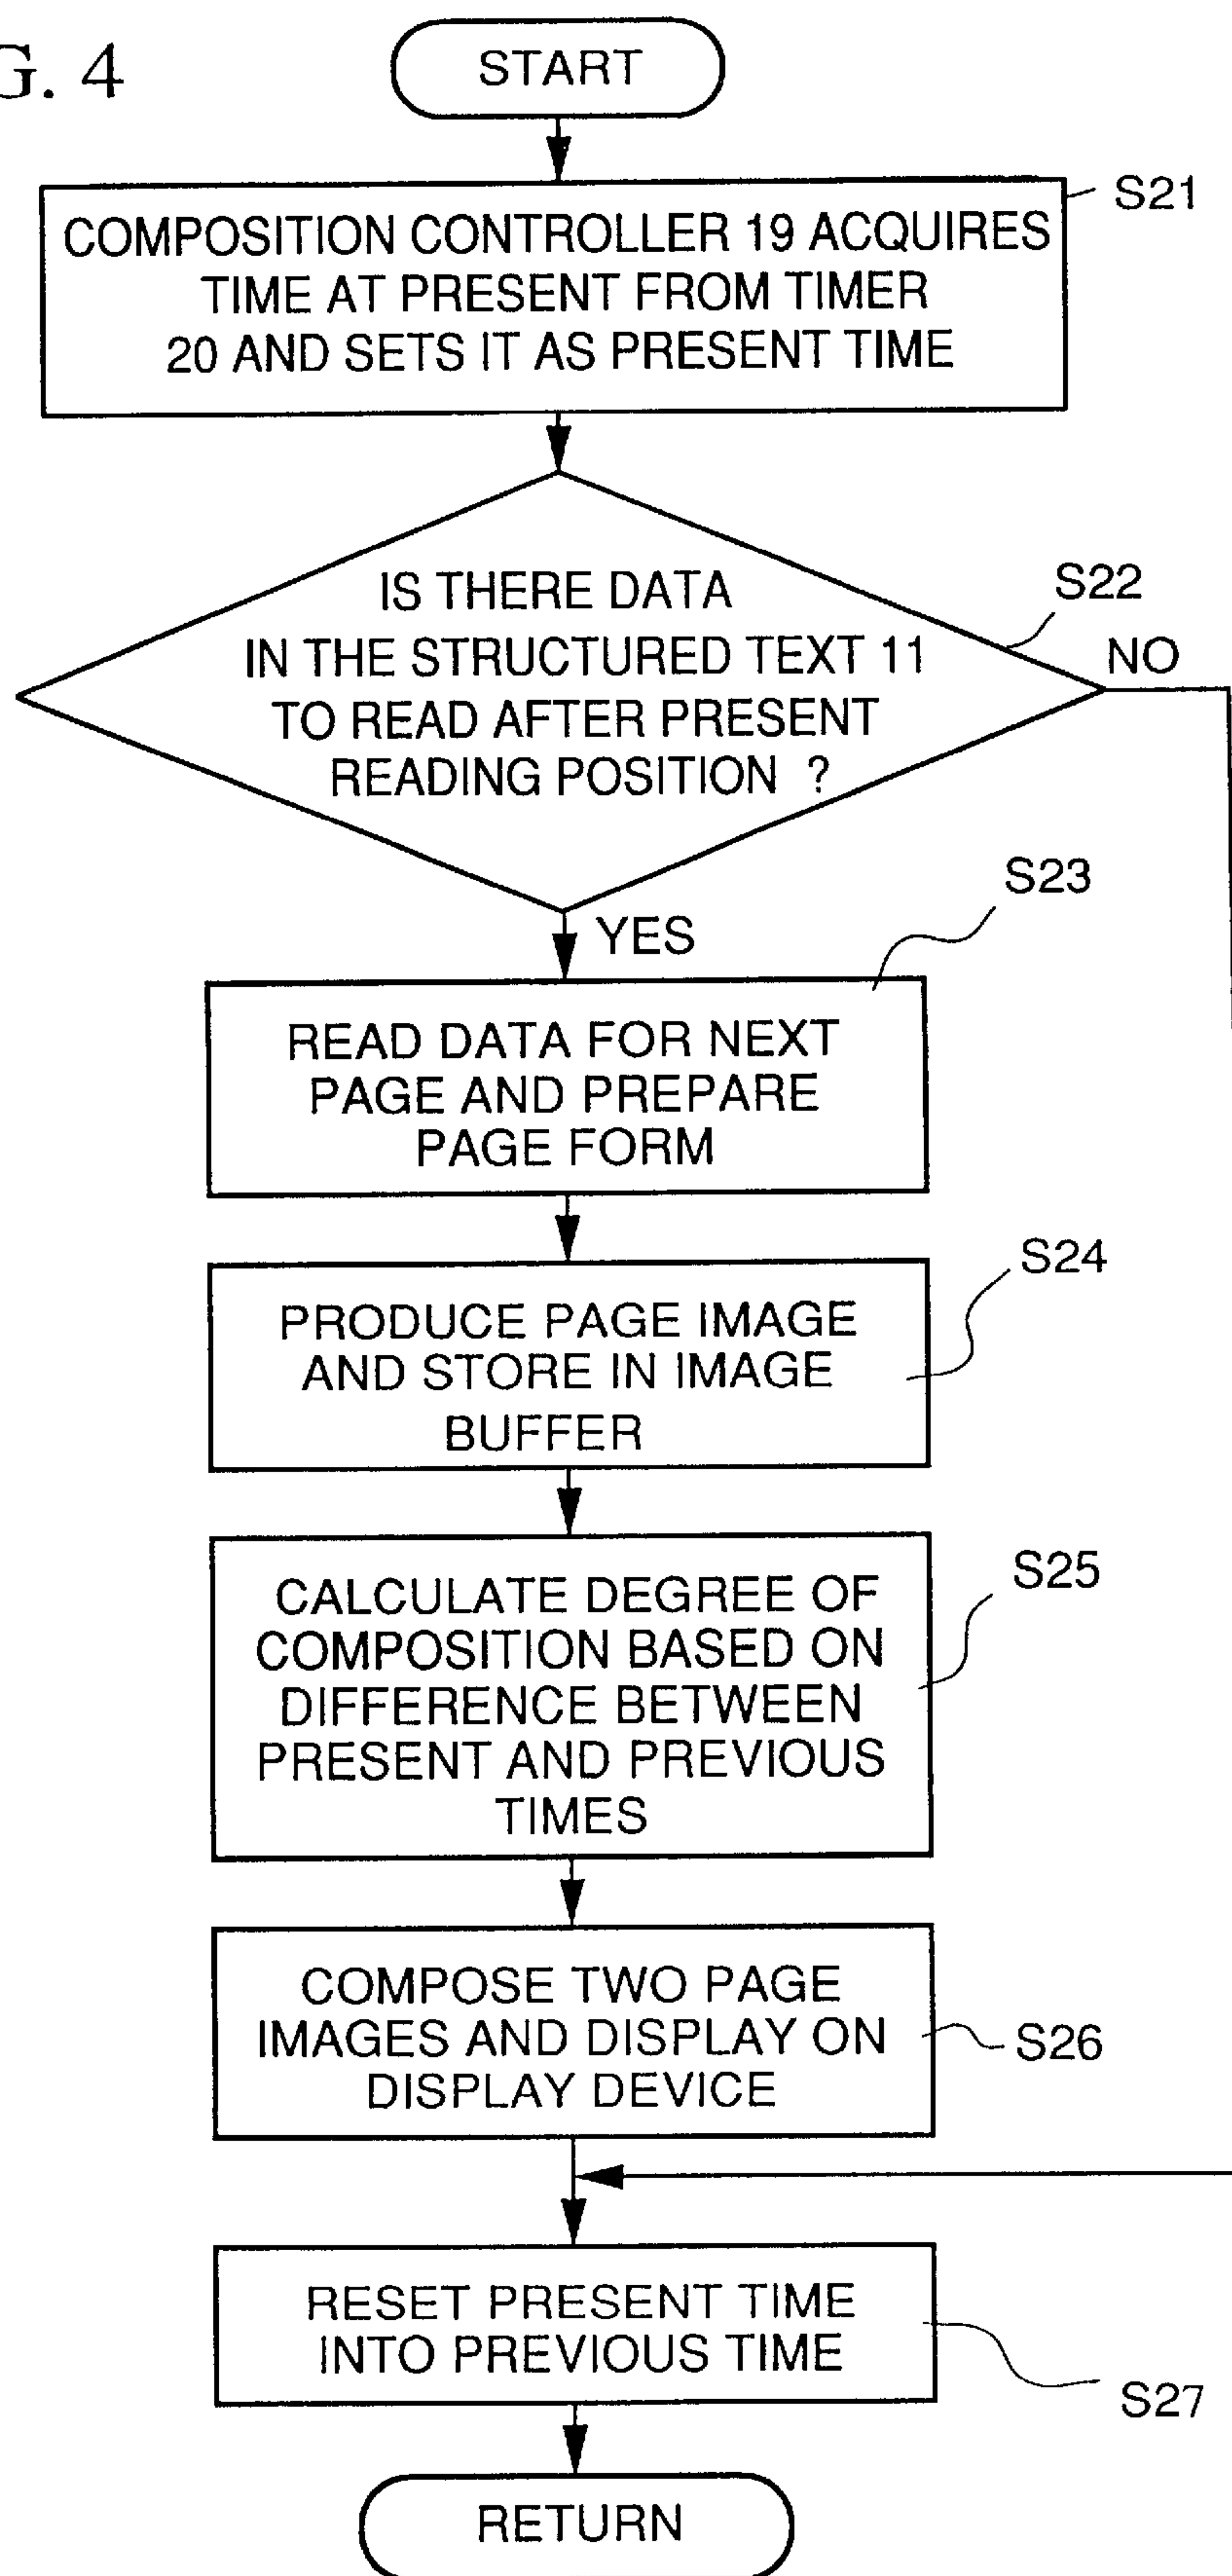 G. 4
START
S21
COMPOSITION CONTROLLER 19 ACQUIRES
TIME AT PRESENT FROM TIMER
20 AND SETS IT AS PRESENT TIME
IS THERE DATA
IN THE STRUCTURED TEXT 11
TO READ AFTER PRESENT
READING POSITION ?
S22
NO
YES
S23
READ DATA FOR NEXT
PAGE AND PREPARE
PAGE FORM
S24
PRODUCE PAGE IMAGE
AND STORE IN IMAGE
BUFFER
S25
CALCULATE DEGREE OF
COMPOSITION BASED ON
DIFFERENCE BETWEEN
PRESENT AND PREVIOUS
TIMES
COMPOSE TWO PAGE
IMAGES AND DISPLAY ON
DISPLAY DEVICE
S26
RESET PRESENT TIME
INTO PREVIOUS TIME
S27
RETURN